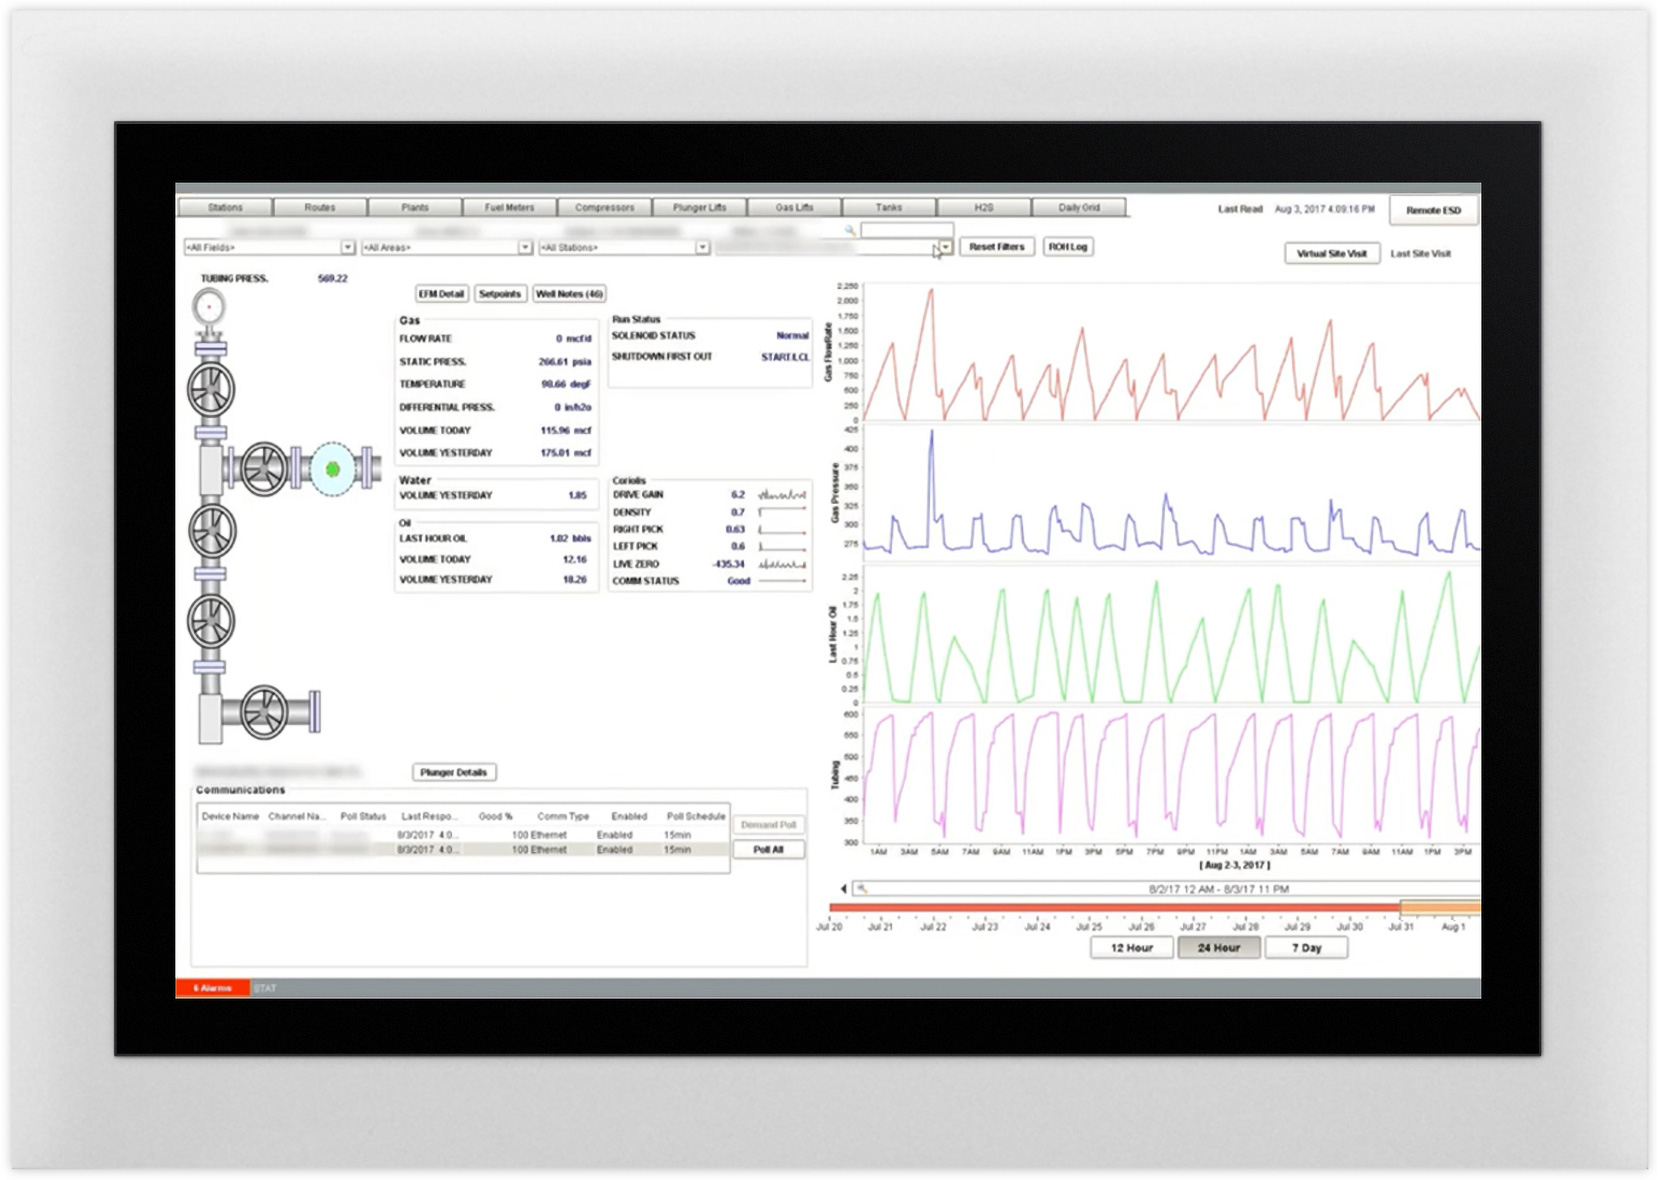 Stations Routes Plants Fuel Meters Compressors Plunger Lifts Gas Lifts Tanks H2S Daily Grid
Last Read Aug 3, 2017 4:09:16 PM Remote ESD
<All Fields> <All Areas> <All Stations> Reset Filters ROH Log
Virtual Site Visit Last Site Visit
TUBING PRESS. 569.22
EFM Detail Setpoints Well Notes (46)
Gas
FLOW RATE 0 mcf/d
STATIC PRESS. 266.61 psia
TEMPERATURE 98.66 degF
DIFFERENTIAL PRESS. 0 in/h2o
VOLUME TODAY 115.96 mcf
VOLUME YESTERDAY 175.01 mcf
Run Status
SOLENOID STATUS Normal
SHUTDOWN FIRST OUT START.LCL
Water
VOLUME YESTERDAY 1.85
Oil
LAST HOUR OIL 1.02 bbls
VOLUME TODAY 12.16
VOLUME YESTERDAY 18.26
Coriolis
DRIVE GAIN 6.2
DENSITY 0.7
RIGHT PICK 0.63
LEFT PICK 0.6
LIVE ZERO -435.34
COMM STATUS Good
Plunger Details
Communications
Device Name Channel Na... Poll Status Last Respo... Good % Comm Type Enabled Poll Schedule
8/3/2017 4:0... 100 Ethernet Enabled 15min
8/3/2017 4:0... 100 Ethernet Enabled 15min
Demand Poll
Poll All
Gas FlowRate
2,250
2,000
1,750
1,500
1,250
1,000
750
500
250
0
Gas Pressure
425
400
375
350
325
300
275
Last Hour Oil
2.25
2
1.75
1.5
1.25
1
0.75
0.5
0.25
0
Tubing
600
550
500
450
400
350
300
1AM 3AM 5AM 7AM 9AM 11AM 1PM 3PM 5PM 7PM 9PM 11PM 1AM 3AM 5AM 7AM 9AM 11AM 1PM 3PM
[ Aug 2-3, 2017 ]
8/2/17 12 AM - 8/3/17 11 PM
Jul 20 Jul 21 Jul 22 Jul 23 Jul 24 Jul 25 Jul 26 Jul 27 Jul 28 Jul 29 Jul 30 Jul 31 Aug 1
12 Hour 24 Hour 7 Day
6 Alarms STAT